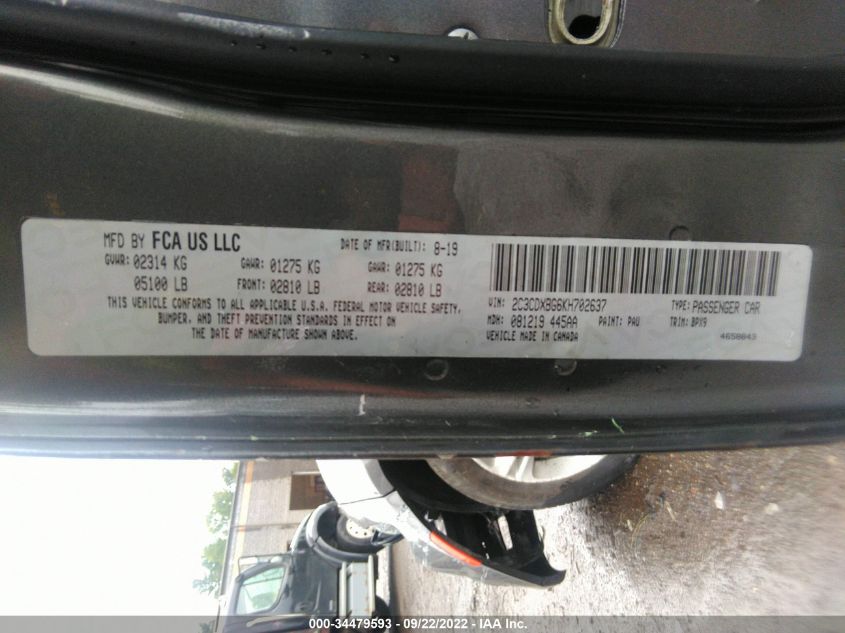 MFD BY FCA US LLC
DATE OF MFR(BUILT): 8-19
GVWR: 02314 KG
GAWR: 01275 KG
GAWR: 01275 KG
05100 LB
FRONT: 02810 LB
REAR: 02810 LB
THIS VEHICLE CONFORMS TO ALL APPLICABLE U.S.A. FEDERAL MOTOR VEHICLE SAFETY,
BUMPER, AND THEFT PREVENTION STANDARDS IN EFFECT ON
THE DATE OF MANUFACTURE SHOWN ABOVE.
VIN: 2C3CDXBG6KH702637
TYPE: PASSENGER CAR
MDH: 081219 445AA
PAINT: PAU
TRIM: BPX9
VEHICLE MADE IN CANADA
4658843
000-34479593 - 09/22/2022 - IAA Inc.